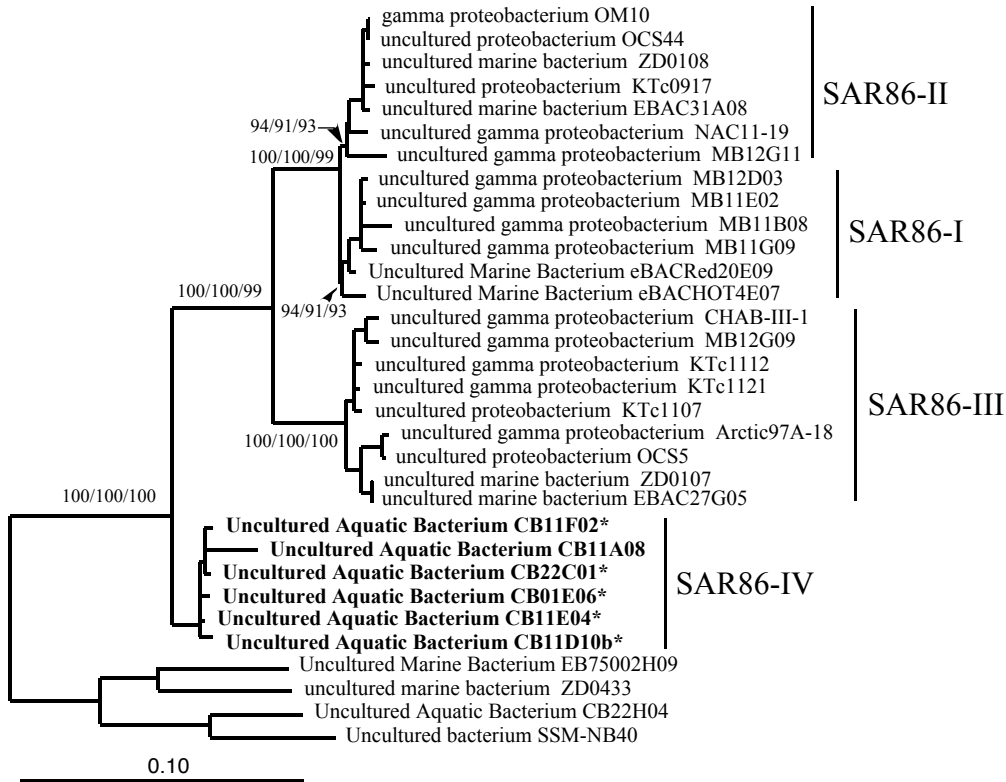 gamma proteobacterium OM10
uncultured proteobacterium OCS44
uncultured marine bacterium ZD0108
uncultured proteobacterium KTc0917
uncultured marine bacterium EBAC31A08
94/91/93
uncultured gamma proteobacterium NAC11-19
100/100/99
uncultured gamma proteobacterium MB12G11
SAR86-II
uncultured gamma proteobacterium MB12D03
uncultured gamma proteobacterium MB11E02
uncultured gamma proteobacterium MB11B08
uncultured gamma proteobacterium MB11G09
Uncultured Marine Bacterium eBACRed20E09
Uncultured Marine Bacterium eBACHOT4E07
SAR86-I
100/100/99
94/91/93
uncultured gamma proteobacterium CHAB-III-1
uncultured gamma proteobacterium MB12G09
uncultured gamma proteobacterium KTc1112
uncultured gamma proteobacterium KTc1121
uncultured proteobacterium KTc1107
uncultured gamma proteobacterium Arctic97A-18
100/100/100
uncultured proteobacterium OCS5
uncultured marine bacterium ZD0107
uncultured marine bacterium EBAC27G05
SAR86-III
100/100/100
Uncultured Aquatic Bacterium CB11F02*
Uncultured Aquatic Bacterium CB11A08
Uncultured Aquatic Bacterium CB22C01*
Uncultured Aquatic Bacterium CB01E06*
Uncultured Aquatic Bacterium CB11E04*
Uncultured Aquatic Bacterium CB11D10b*
SAR86-IV
Uncultured Marine Bacterium EB75002H09
uncultured marine bacterium ZD0433
Uncultured Aquatic Bacterium CB22H04
Uncultured bacterium SSM-NB40
0.10